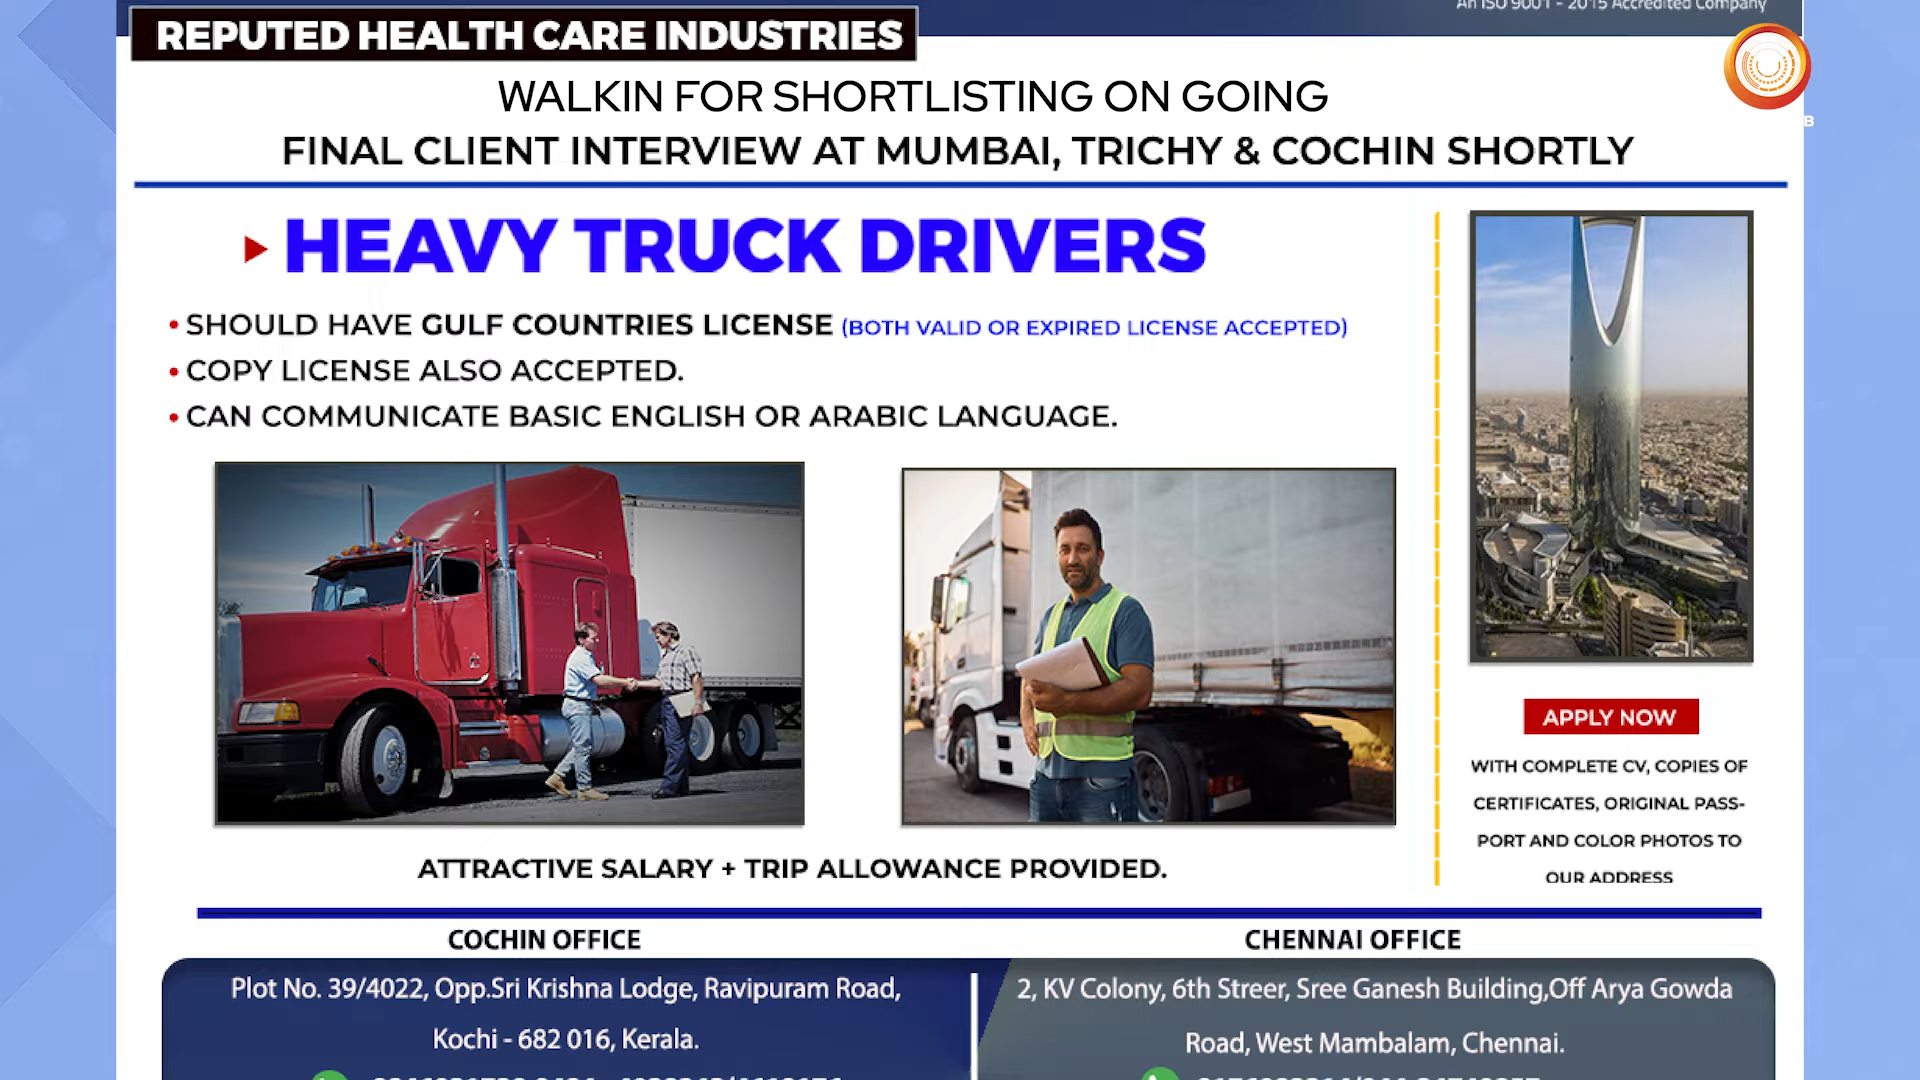 An ISO 9001 - 2015 Accredited Company
REPUTED HEALTH CARE INDUSTRIES
WALKIN FOR SHORTLISTING ON GOING
FINAL CLIENT INTERVIEW AT MUMBAI, TRICHY & COCHIN SHORTLY
HEAVY TRUCK DRIVERS
• SHOULD HAVE GULF COUNTRIES LICENSE (BOTH VALID OR EXPIRED LICENSE ACCEPTED)
• COPY LICENSE ALSO ACCEPTED.
• CAN COMMUNICATE BASIC ENGLISH OR ARABIC LANGUAGE.
ATTRACTIVE SALARY + TRIP ALLOWANCE PROVIDED.
B
APPLY NOW
WITH COMPLETE CV, COPIES OF
CERTIFICATES, ORIGINAL PASS-
PORT AND COLOR PHOTOS TO
OUR ADDRESS
COCHIN OFFICE
Plot No. 39/4022, Opp.Sri Krishna Lodge, Ravipuram Road,
Kochi - 682 016, Kerala.
CHENNAI OFFICE
2, KV Colony, 6th Streer, Sree Ganesh Building,Off Arya Gowda
Road, West Mambalam, Chennai.